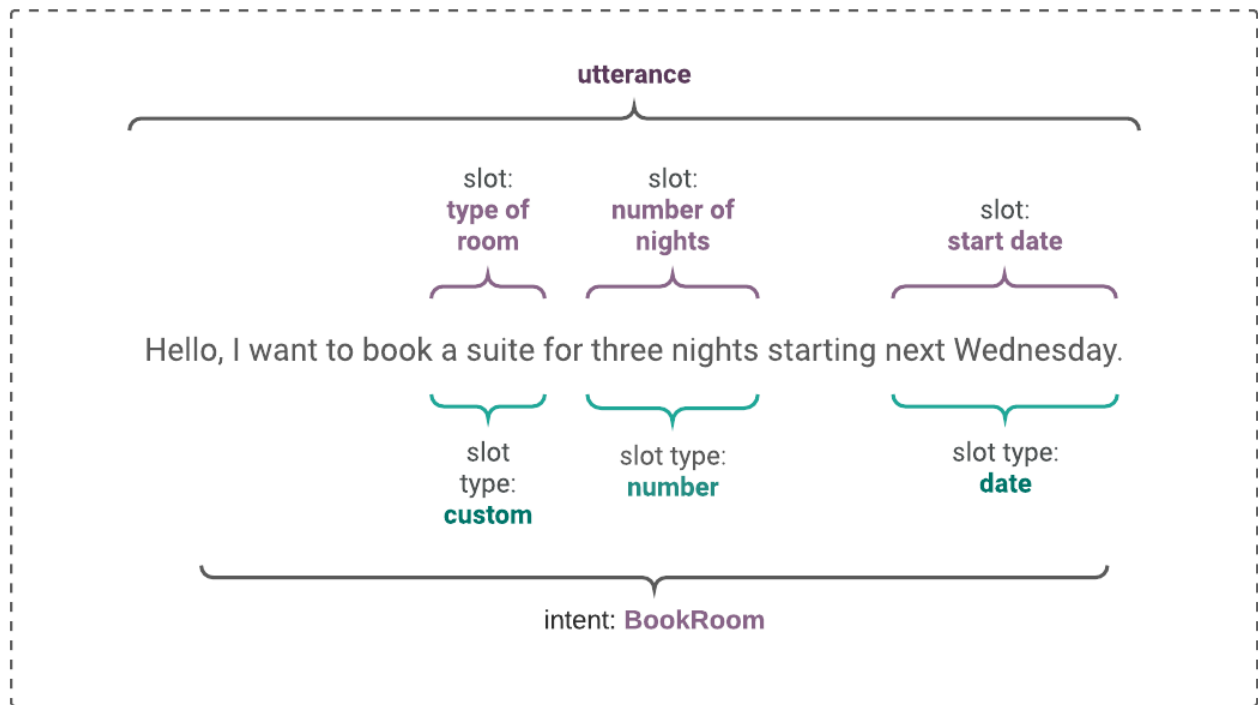 utterance
slot:
type of
room
slot:
number of
nights
slot:
start date
Hello, I want to book a suite for three nights starting next Wednesday.
slot
type:
custom
slot type:
number
slot type:
date
intent: BookRoom